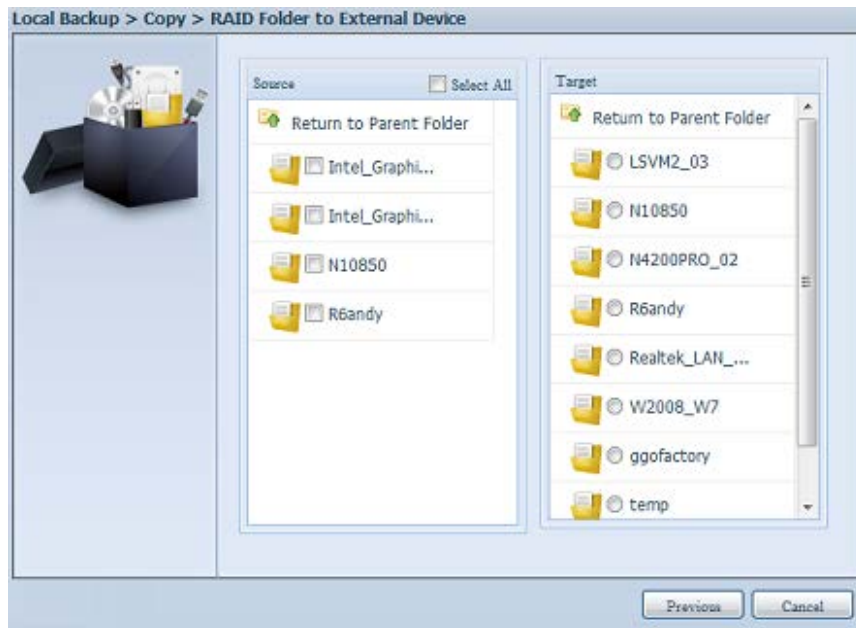 Local Backup > Copy > RAID Folder to External Device
Source
Select All
Return to Parent Folder
Intel_Graphi...
Intel_Graphi...
N10850
R6andy
Target
Return to Parent Folder
LSVM2_03
N10850
N4200PRO_02
R6andy
Realtek_LAN_...
W2008_W7
ggofactory
temp
Previous
Cancel